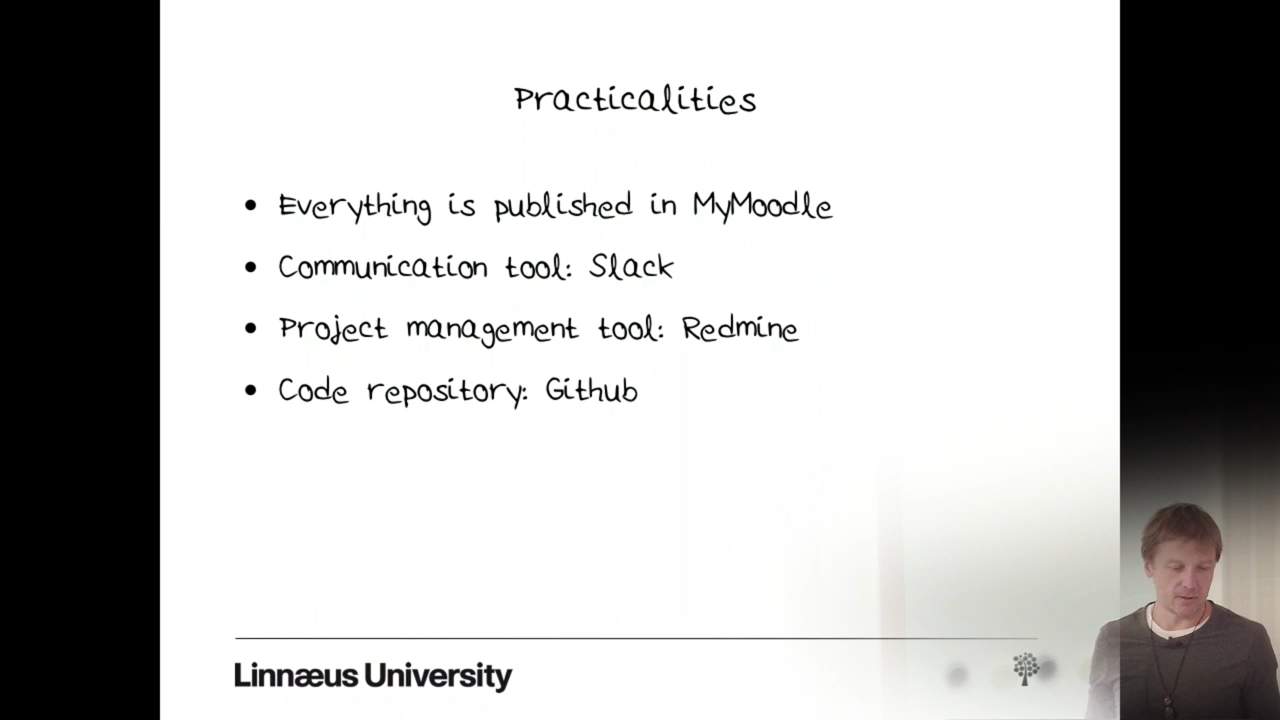 Practicalities
• Everything is published in MyMoodle
• Communication tool: Slack
• Project management tool: Redmine
• Code repository: Github
Linnæus University